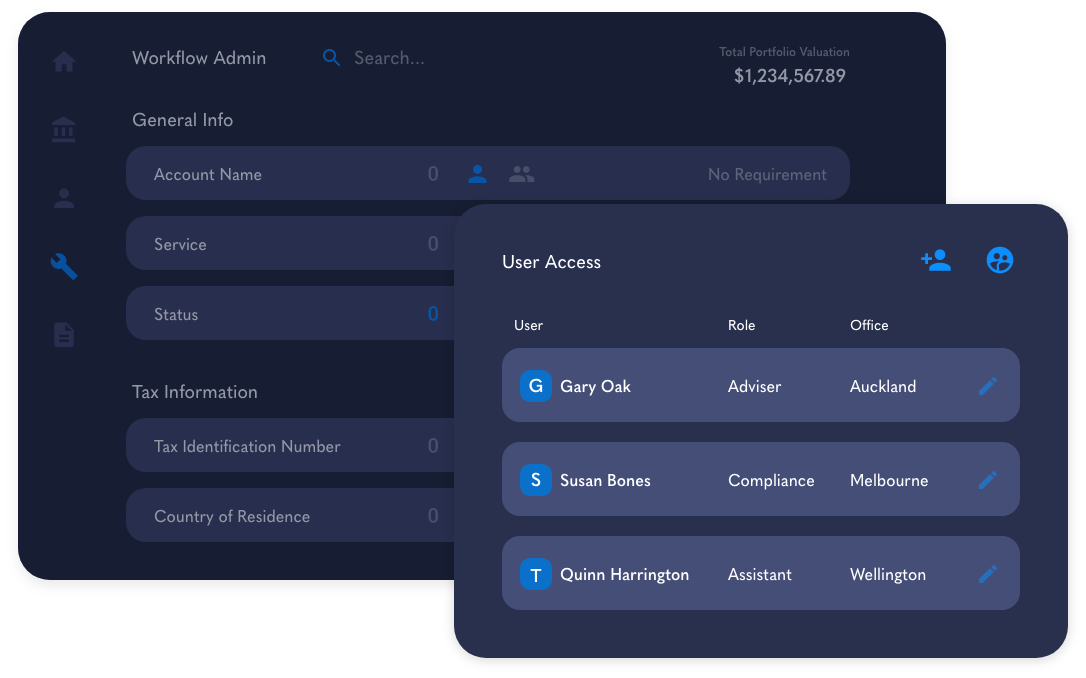 Workflow Admin
Search...
Total Portfolio Valuation
$1,234,567.89
General Info
Account Name 0 No Requirement
Service 0
Status 0
Tax Information
Tax Identification Number 0
Country of Residence 0
User Access
User Role Office
G Gary Oak Adviser Auckland
S Susan Bones Compliance Melbourne
T Quinn Harrington Assistant Wellington